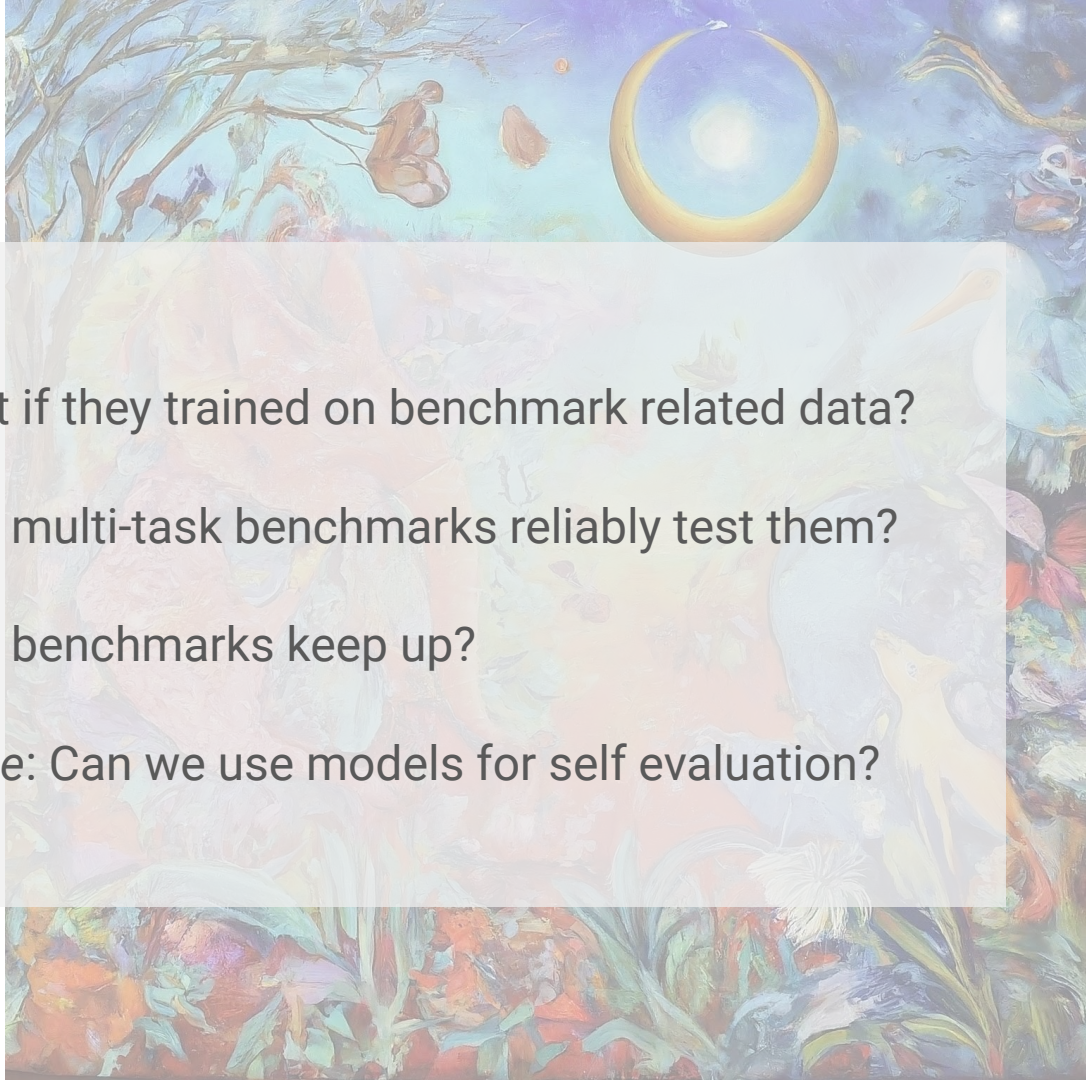 t if they trained on benchmark related data?
multi-task benchmarks reliably test them?
benchmarks keep up?
e: Can we use models for self evaluation?